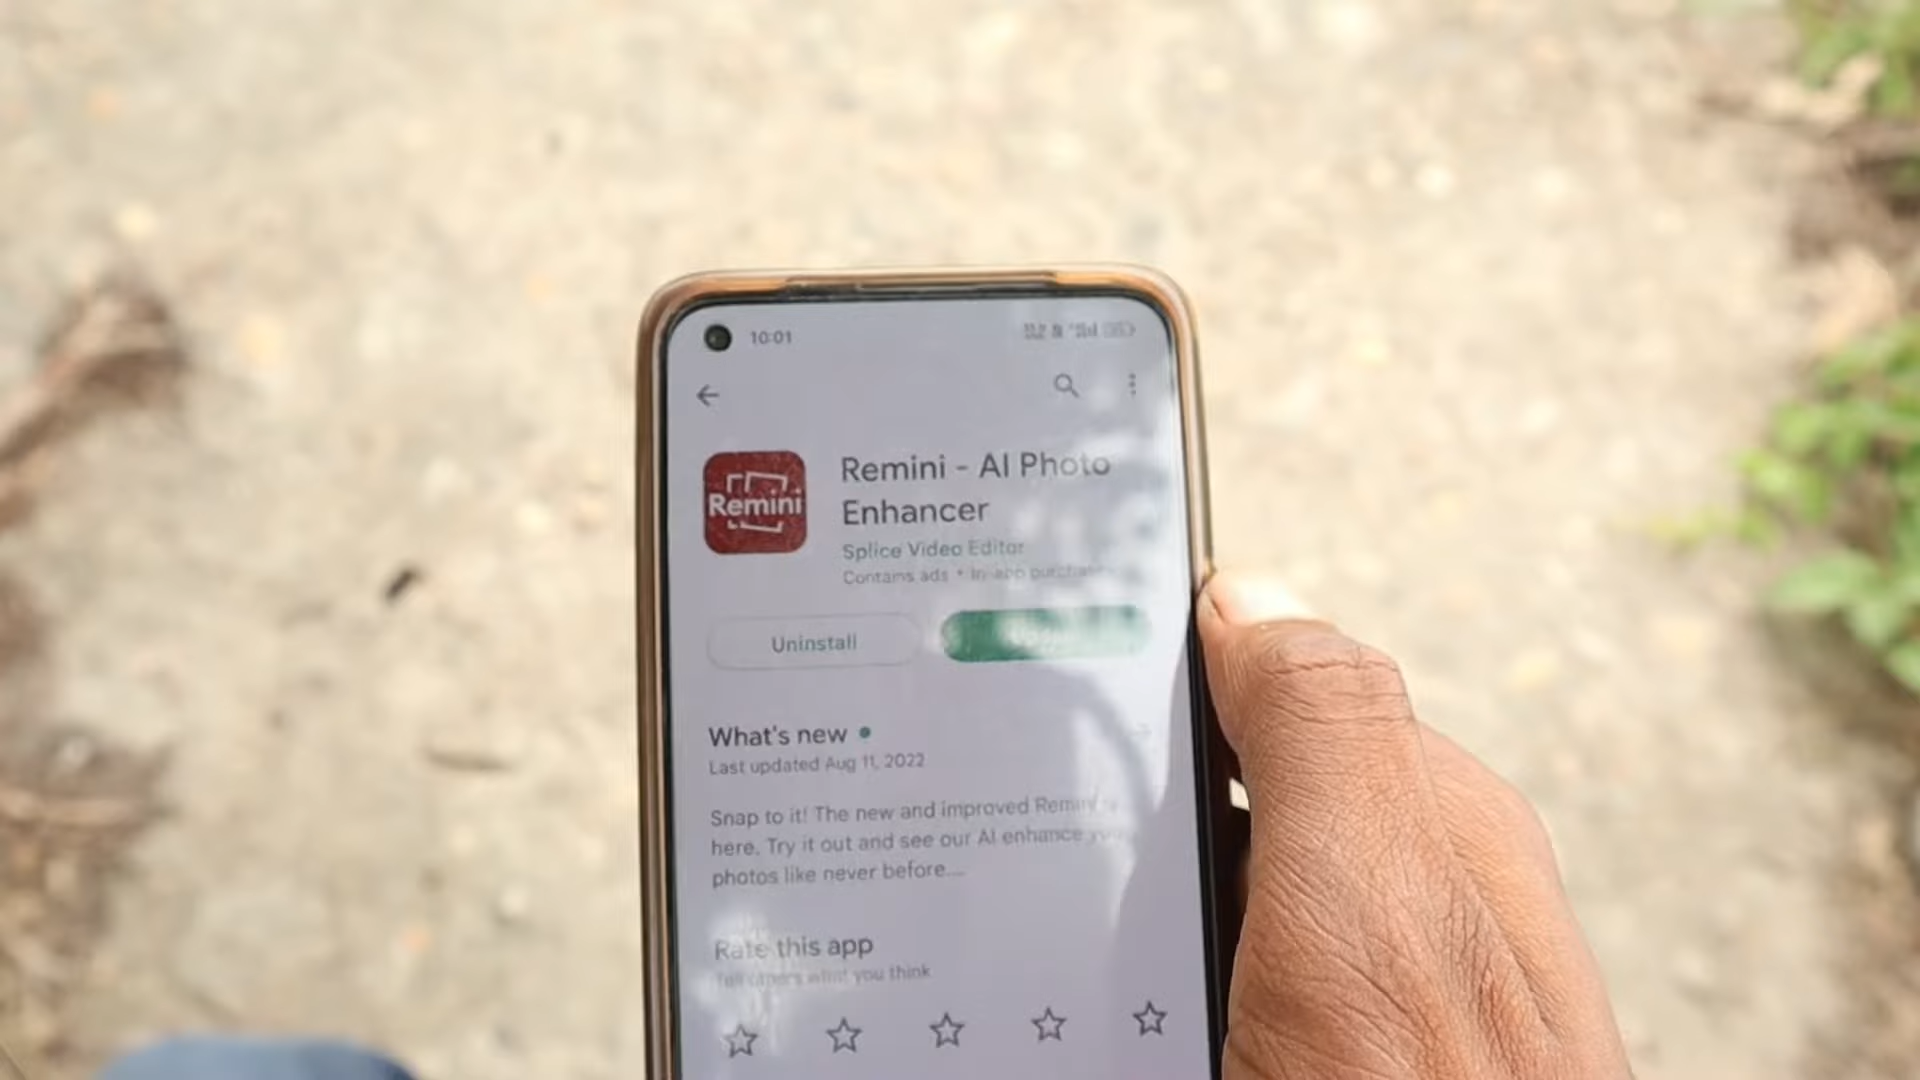 10:01
Remini
Remini - AI Photo
Enhancer
Splice Video Editor
Contains ads • In-app purchas
Uninstall
What's new
Last updated Aug 11, 2022
Snap to it! The new and improved Remini is
here. Try it out and see our AI enhance your
photos like never before....
Rate this app
Tell others what you think